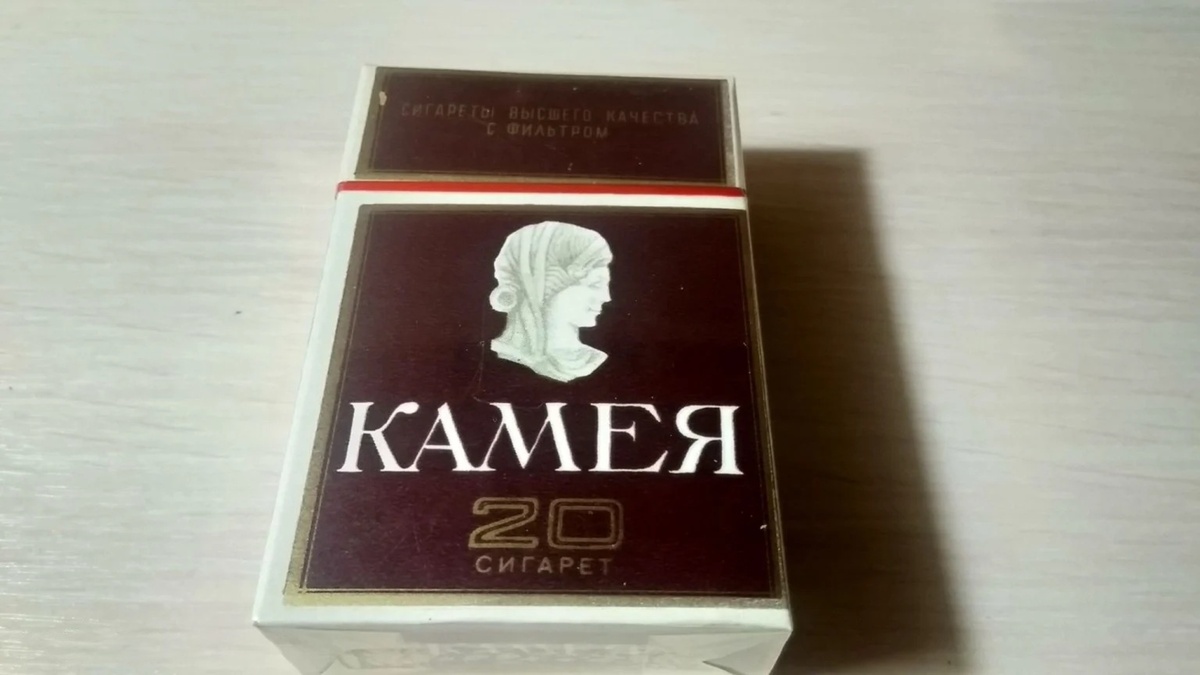 СИГАРЕТЫ ВЫСШЕГО КАЧЕСТВА
С ФИЛЬТРОМ
КАМЕЯ
20
СИГАРЕТ